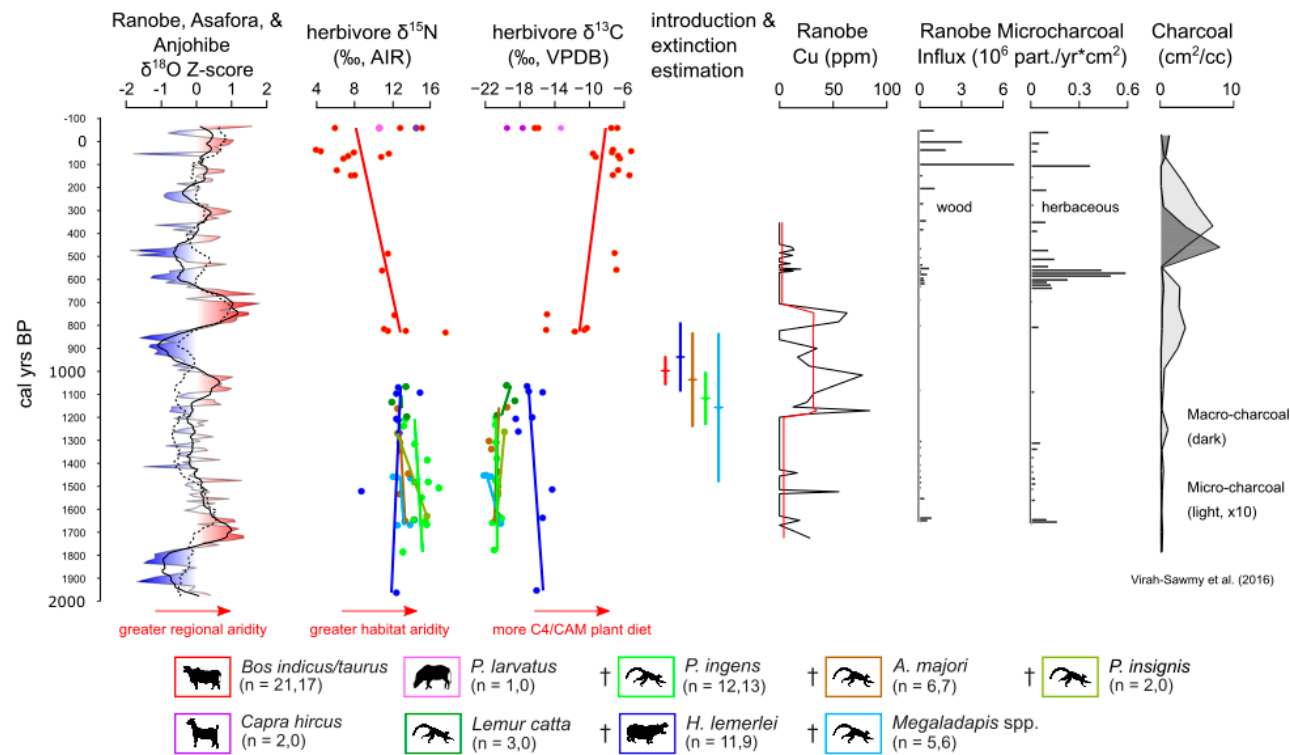 Ranobe, Asafora, &
Anjohibe
δ¹⁸O Z-score
-2 -1 0 1 2
herbivore δ¹⁵N
(‰, AIR)
4 8 12 16
herbivore δ¹³C
(‰, VPDB)
−22 −18 −14 −10 −6
introduction &
extinction
estimation
Ranobe
Cu (ppm)
0 50 100
Ranobe Microcharcoal
Influx (10⁶ part./yr*cm²)
0 3 6
0 0.3 0.6
Charcoal
(cm²/cc)
0 10
cal yrs BP
-100
0
100
200
300
400
500
600
700
800
900
1000
1100
1200
1300
1400
1500
1600
1700
1800
1900
2000
wood
herbaceous
Macro-charcoal
(dark)
Micro-charcoal
(light, x10)
Virah-Sawmy et al. (2016)
greater regional aridity
greater habitat aridity
more C4/CAM plant diet
Bos indicus/taurus
(n = 21,17)
P. larvatus
(n = 1,0)
† P. ingens
(n = 12,13)
† A. majori
(n = 6,7)
† P. insignis
(n = 2,0)
Capra hircus
(n = 2,0)
Lemur catta
(n = 3,0)
† H. lemerlei
(n = 11,9)
† Megaladapis spp.
(n = 5,6)